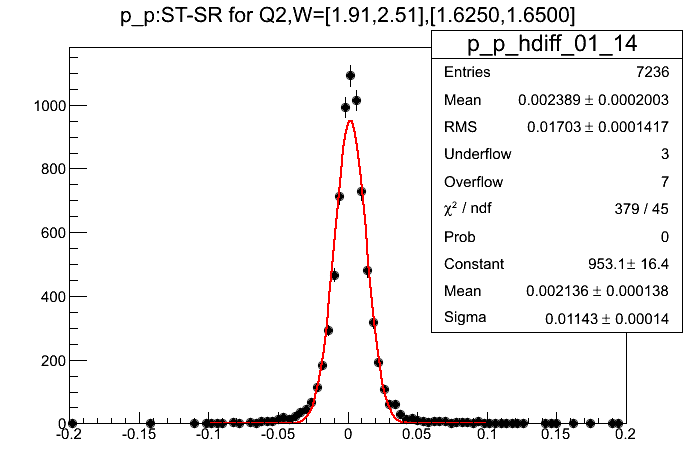 p_p:ST-SR for Q2,W=[1.91,2.51],[1.6250,1.6500]
p_p_hdiff_01_14
Entries 7236
Mean 0.002389 ± 0.0002003
RMS 0.01703 ± 0.0001417
Underflow 3
Overflow 7
χ² / ndf 379 / 45
Prob 0
Constant 953.1 ± 16.4
Mean 0.002136 ± 0.000138
Sigma 0.01143 ± 0.00014
1000
800
600
400
200
0
-0.2 -0.15 -0.1 -0.05 0 0.05 0.1 0.15 0.2